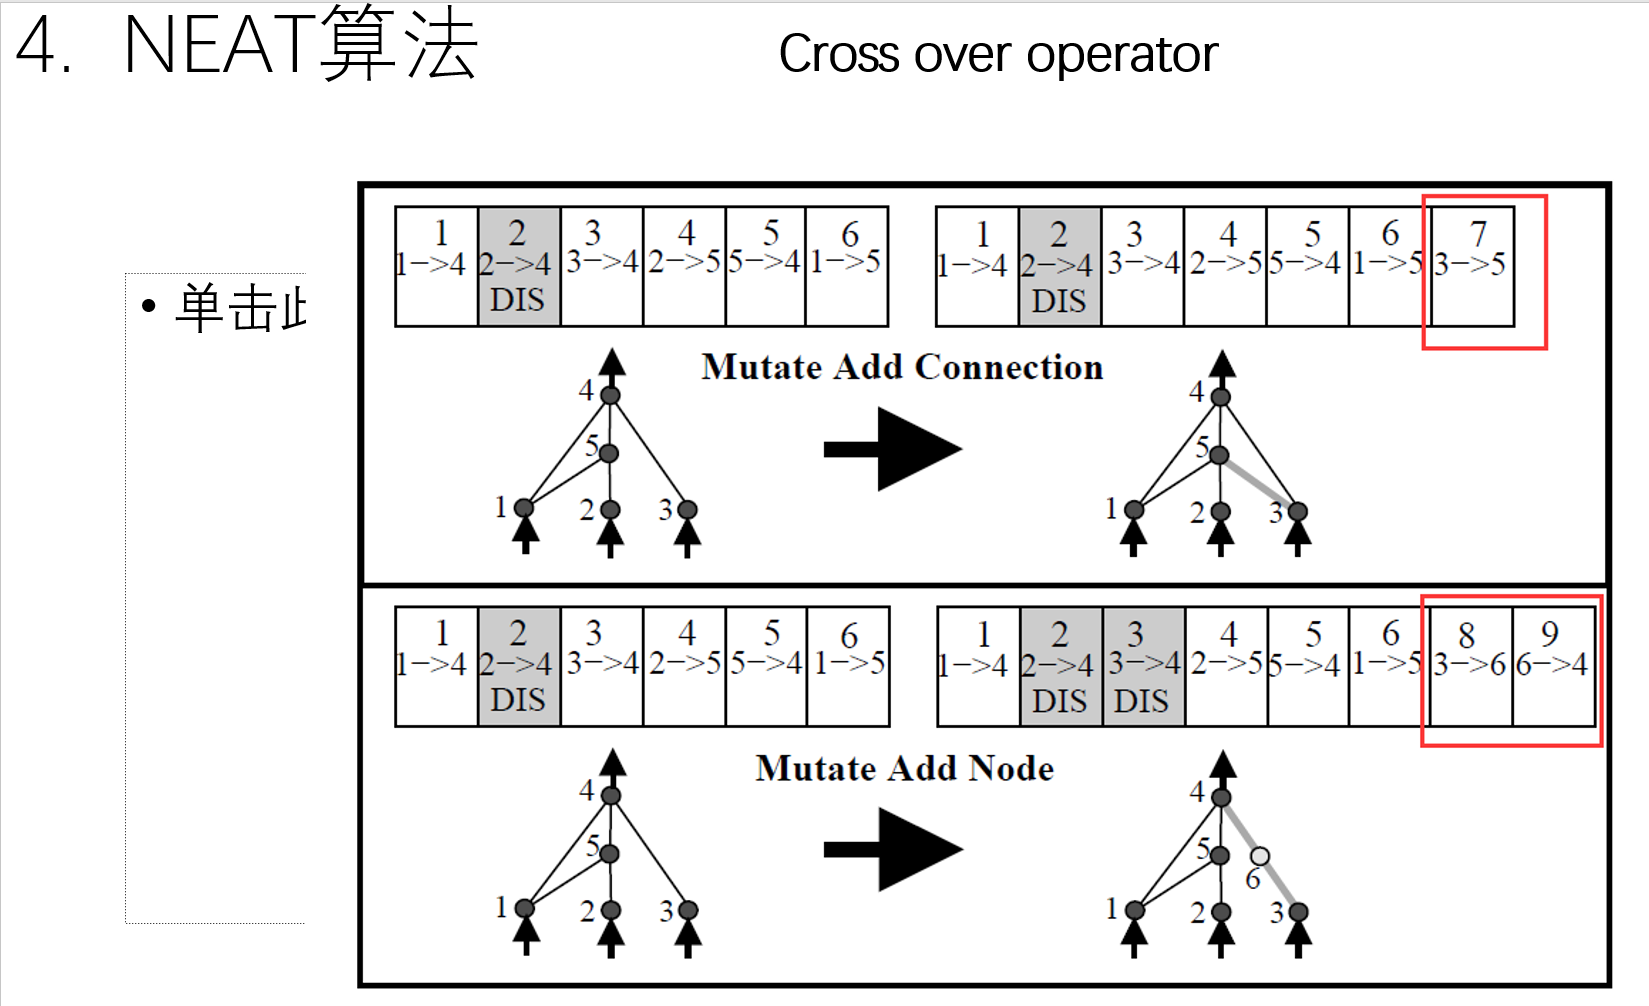 4. NEAT算法
Cross over operator
• 单击
1 2 3 4 5 6
1->4 2->4 3->4 2->5 5->4 1->5
DIS
1 2 3 4 5 6 7
1->4 2->4 3->4 2->5 5->4 1->5 3->5
DIS
Mutate Add Connection
4
5
1 2 3
4
5
1 2 3
1 2 3 4 5 6
1->4 2->4 3->4 2->5 5->4 1->5
DIS
1 2 3 4 5 6 8 9
1->4 2->4 3->4 2->5 5->4 1->5 3->6 6->4
DIS DIS
Mutate Add Node
4
5
1 2 3
4
5
6
1 2 3